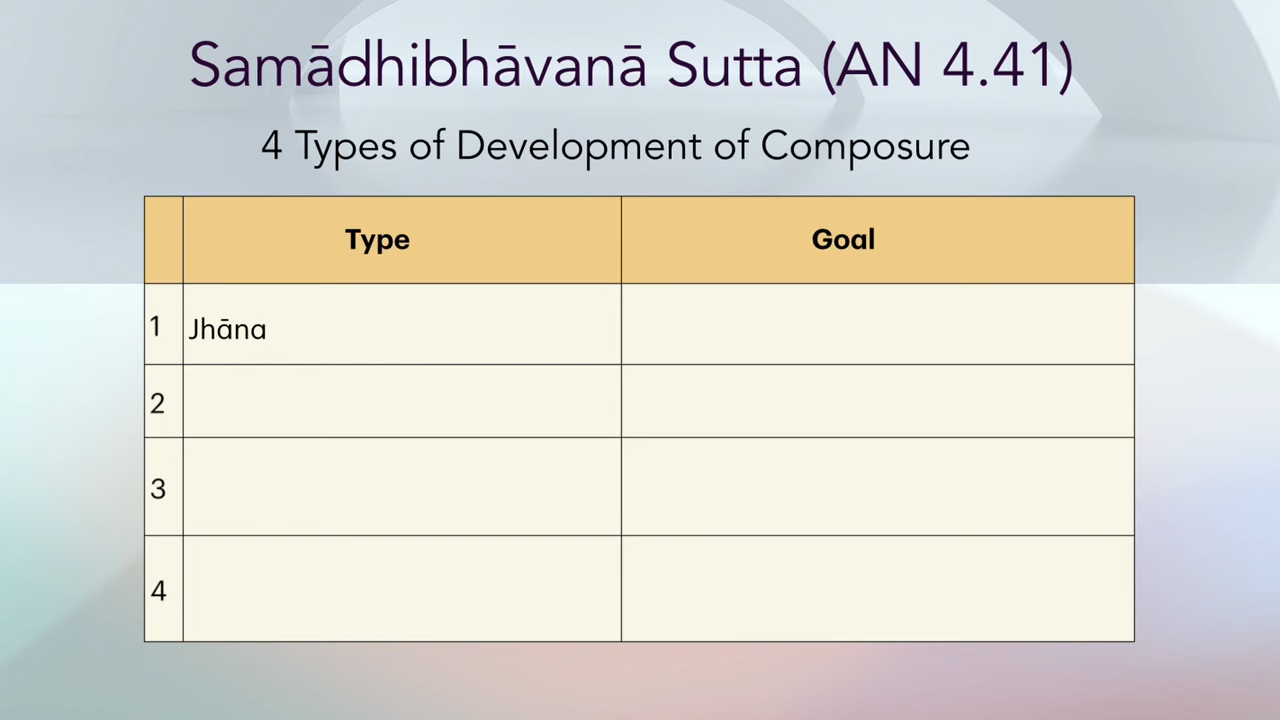 Samādhibhāvanā Sutta (AN 4.41)
4 Types of Development of Composure
Type Goal
1 Jhāna
2
3
4